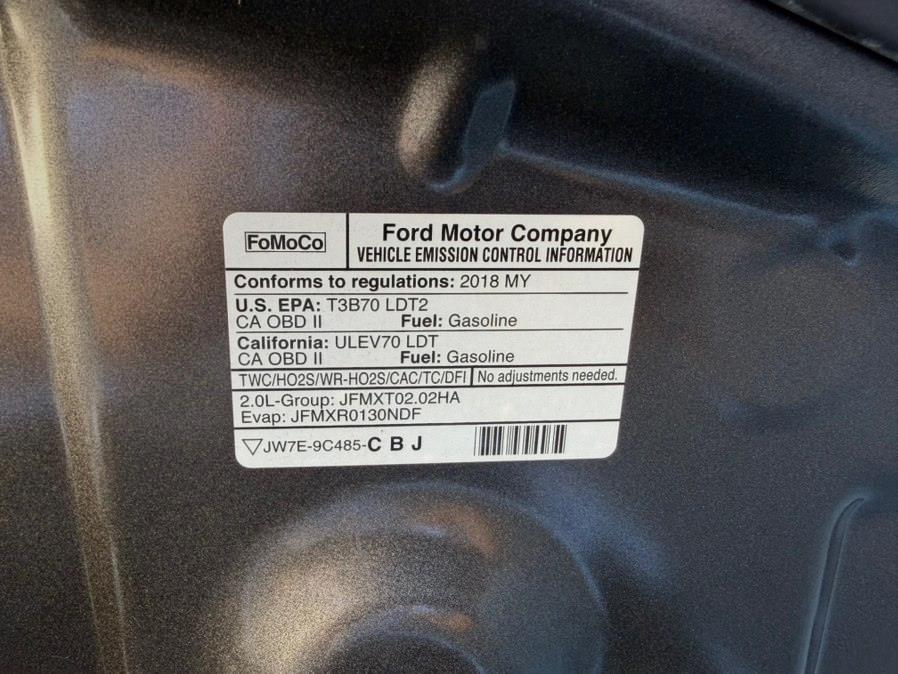 FoMoCo
Ford Motor Company
VEHICLE EMISSION CONTROL INFORMATION
Conforms to regulations: 2018 MY
U.S. EPA: T3B70 LDT2
CA OBD II Fuel: Gasoline
California: ULEV70 LDT
CA OBD II Fuel: Gasoline
TWC/HO2S/WR-HO2S/CAC/TC/DFI No adjustments needed.
2.0L-Group: JFMXT02.02HA
Evap: JFMXR0130NDF
▽JW7E-9C485-C B J